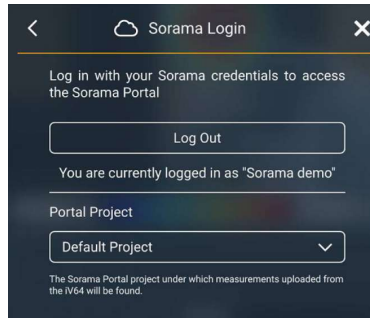 Sorama Login
Log in with your Sorama credentials to access
the Sorama Portal
Log Out
You are currently logged in as "Sorama demo"
Portal Project
Default Project
The Sorama Portal project under which measurements uploaded from
the iV64 will be found.